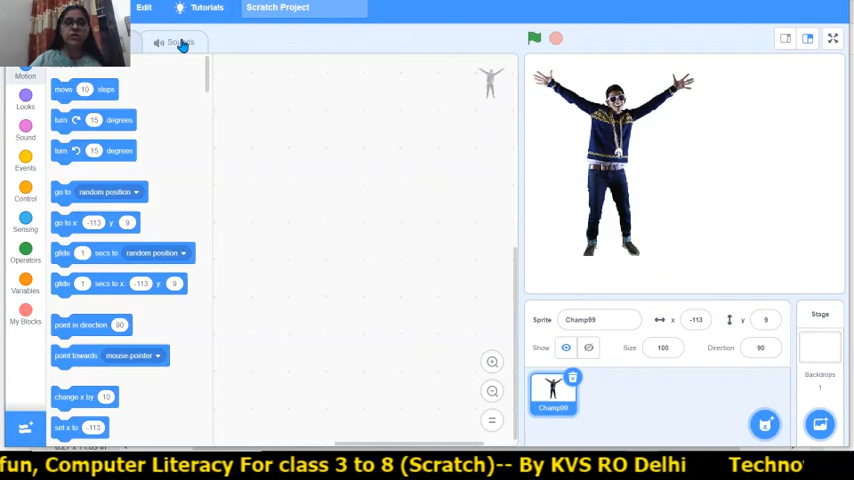 Edit
Tutorials
Scratch Project
Sounds
Motion
Looks
Sound
Events
Control
Sensing
Operators
Variables
My Blocks
move 10 steps
turn 15 degrees
turn 15 degrees
go to random position
go to x: -113 y: 9
glide 1 secs to random position
glide 1 secs to x: -113 y: 9
point in direction 90
point towards mouse-pointer
change x by 10
set x to -113
Sprite Champ99 x -113 y 9
Show Size 100 Direction 90
Champ99
Stage
Backdrops
1
fun, Computer Literacy For class 3 to 8 (Scratch)-- By KVS RO Delhi Techno